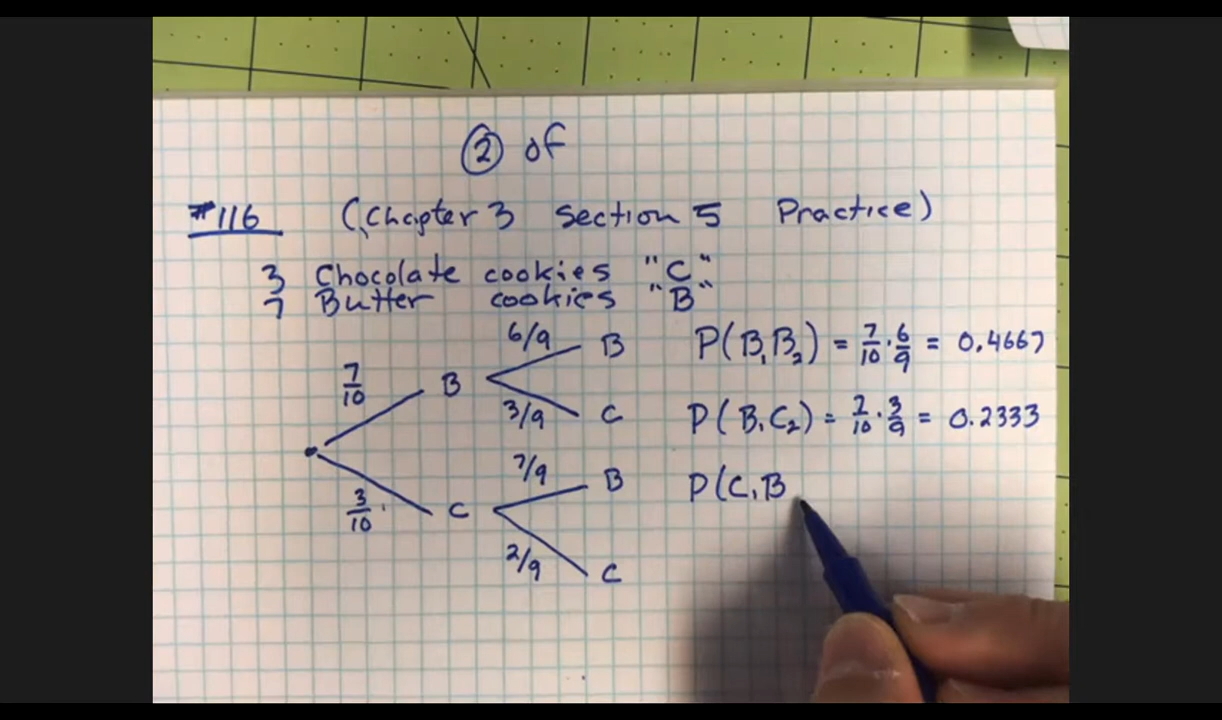 ② of
#116 (Chapter 3 Section 5 Practice)
3 Chocolate cookies "C"
7 Butter cookies "B"
6/9 B P(B₁B₂) = 7/10 · 6/9 = 0.4667
7/10 B
3/9 C P(B₁C₂) = 7/10 · 3/9 = 0.2333
7/9 B P(C₁B
3/10 C
2/9 C